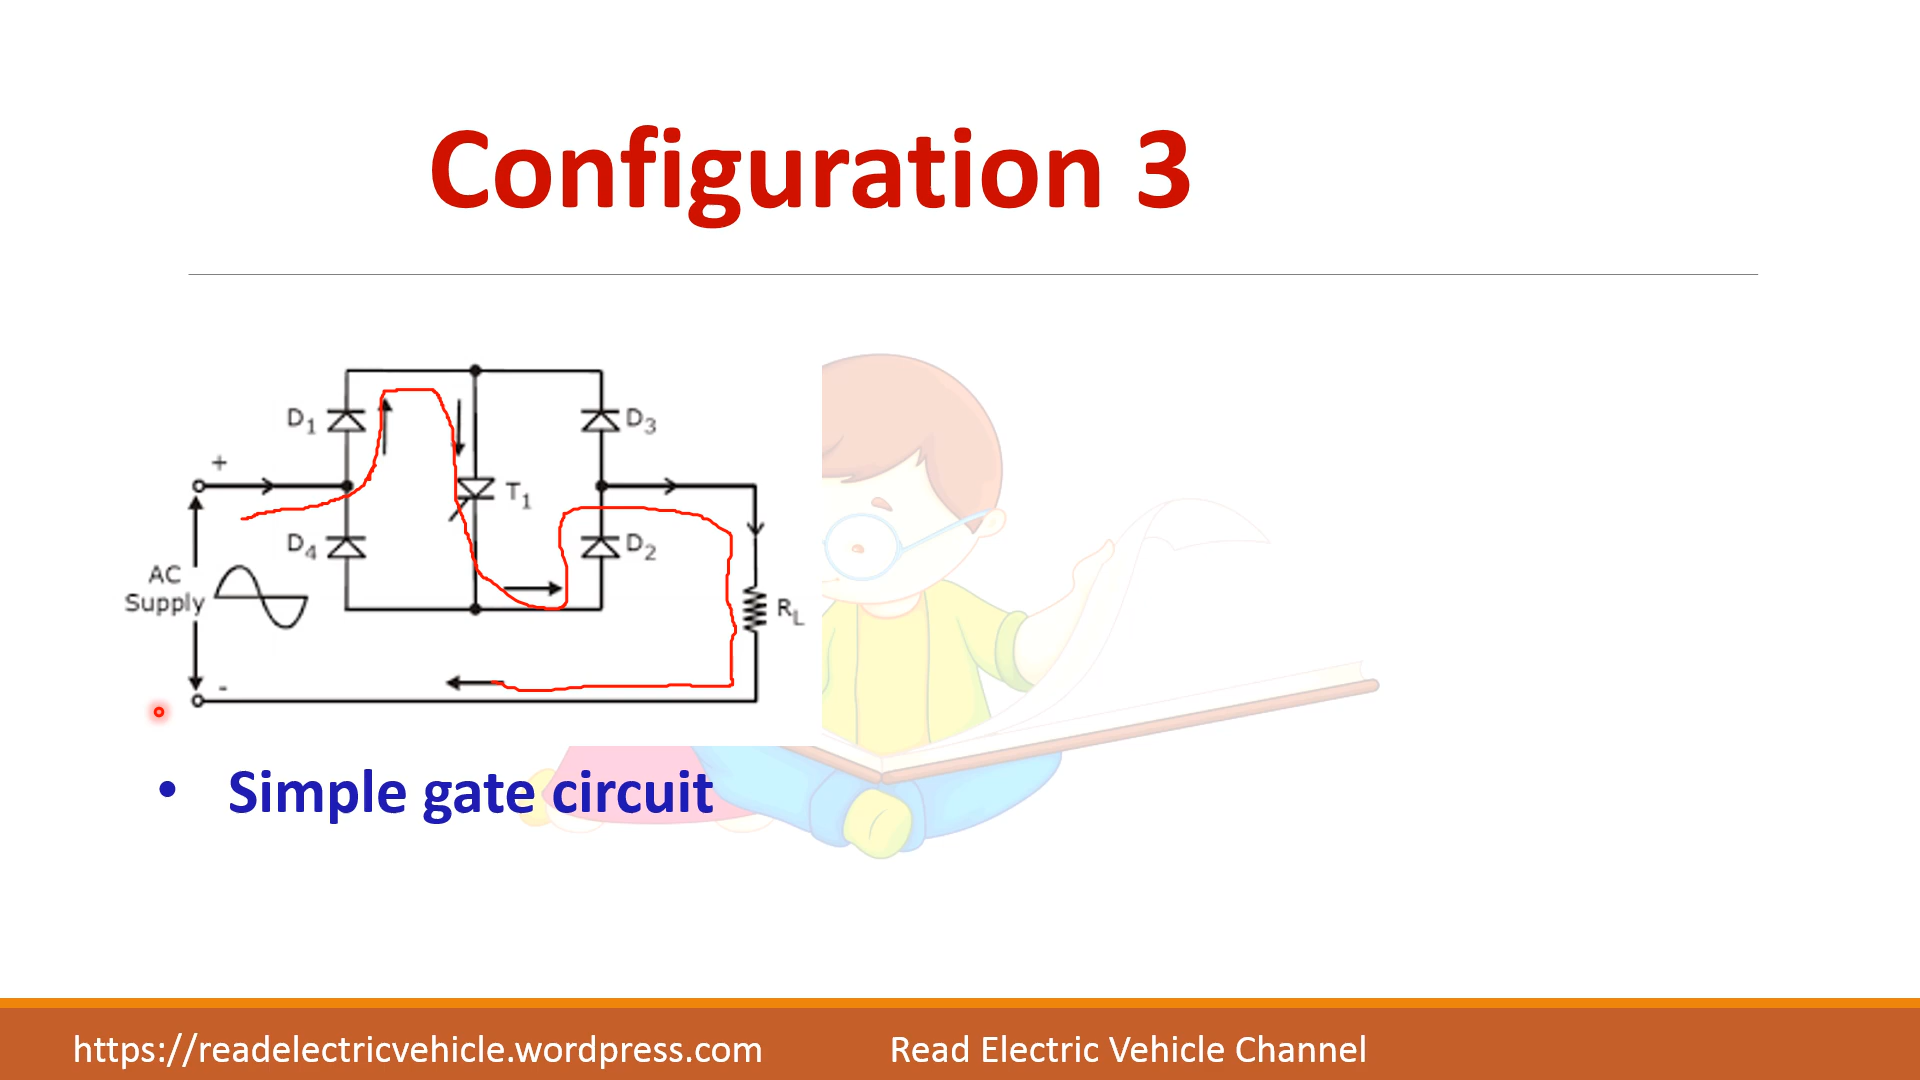 Configuration 3
D1
D3
+
T1
D4
D2
AC
Supply
RL
-
• Simple gate circuit
https://readelectricvehicle.wordpress.com
Read Electric Vehicle Channel